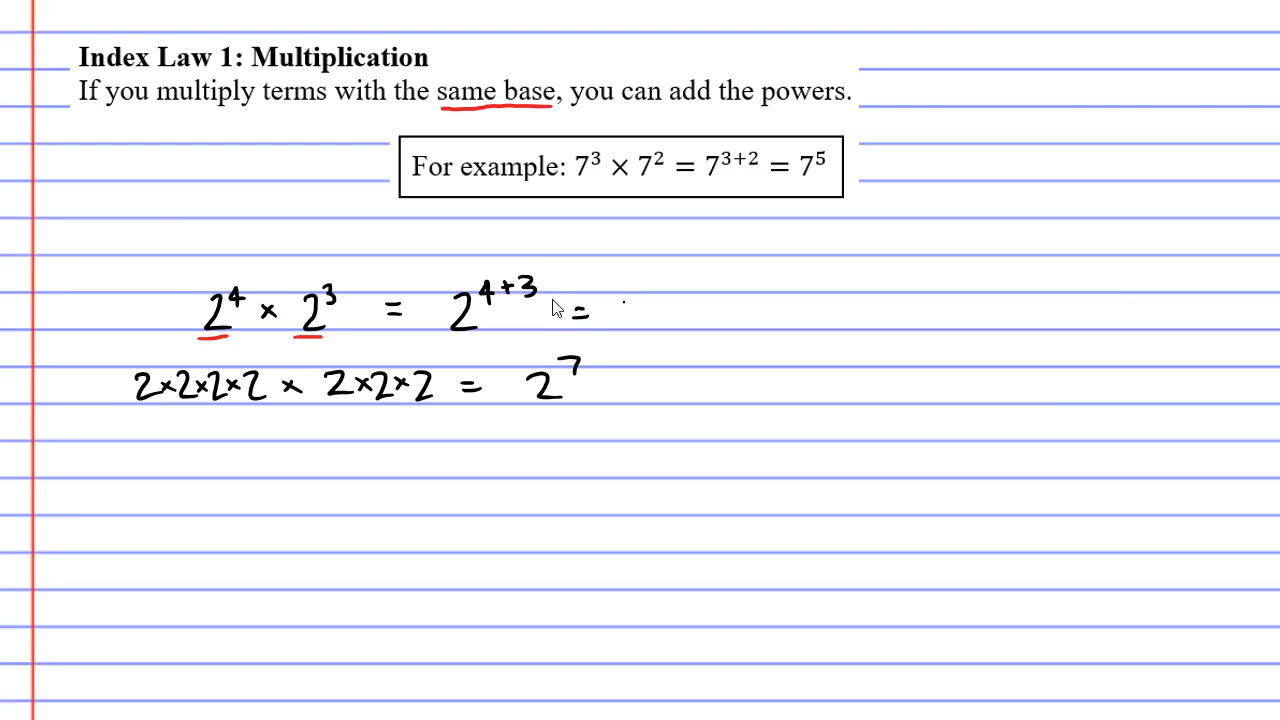 Index Law 1: Multiplication
If you multiply terms with the same base, you can add the powers.
For example: 7³ × 7² = 7³⁺² = 7⁵
2⁴ × 2³ = 2⁴⁺³ =
2×2×2×2 × 2×2×2 = 2⁷